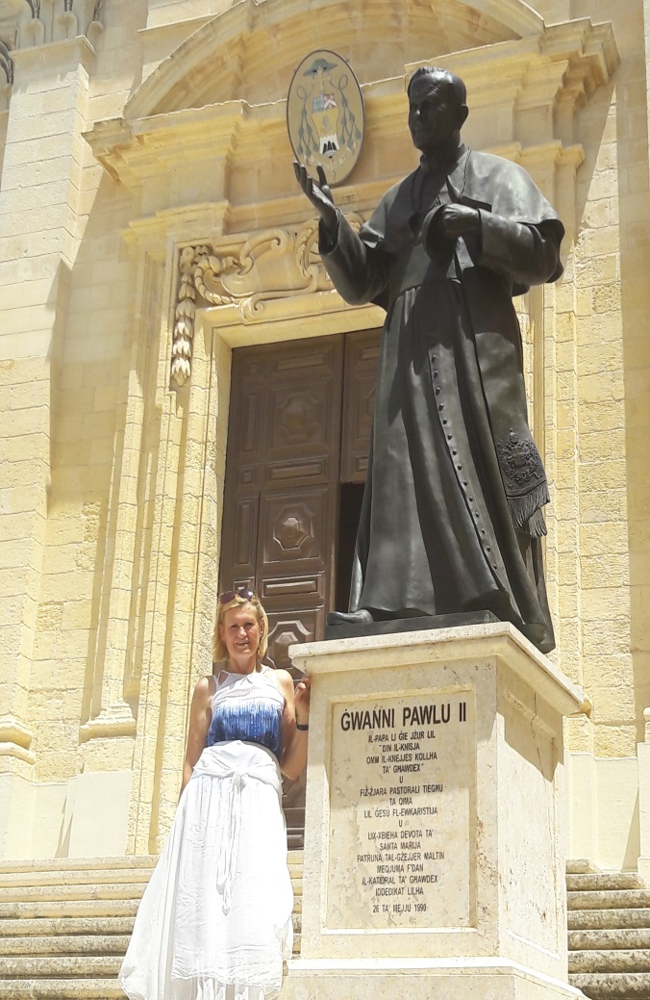 ĠWANNI PAWLU II
IL-PAPA LI ĠIE JŻUR LIL
"DIN IL-KNISJA
OMM IL-KNEJJES KOLLHA
TA' GĦAWDEX"
U
FIŻ-ŻJARA PASTORALI TIEGĦU
TA QIMA
LIL ĠESÙ FL-EWKARISTIJA
U
LIX-XBIEHA DEVOTA TA'
SANTA MARIJA
PATRUNA TAL-GŻEJJER MALTIN
MEQJUMA F'DAN
IL-KATIDRAL TA' GĦAWDEX
IDDEDIKAT LILHA
26 TA' MEJJU 1990